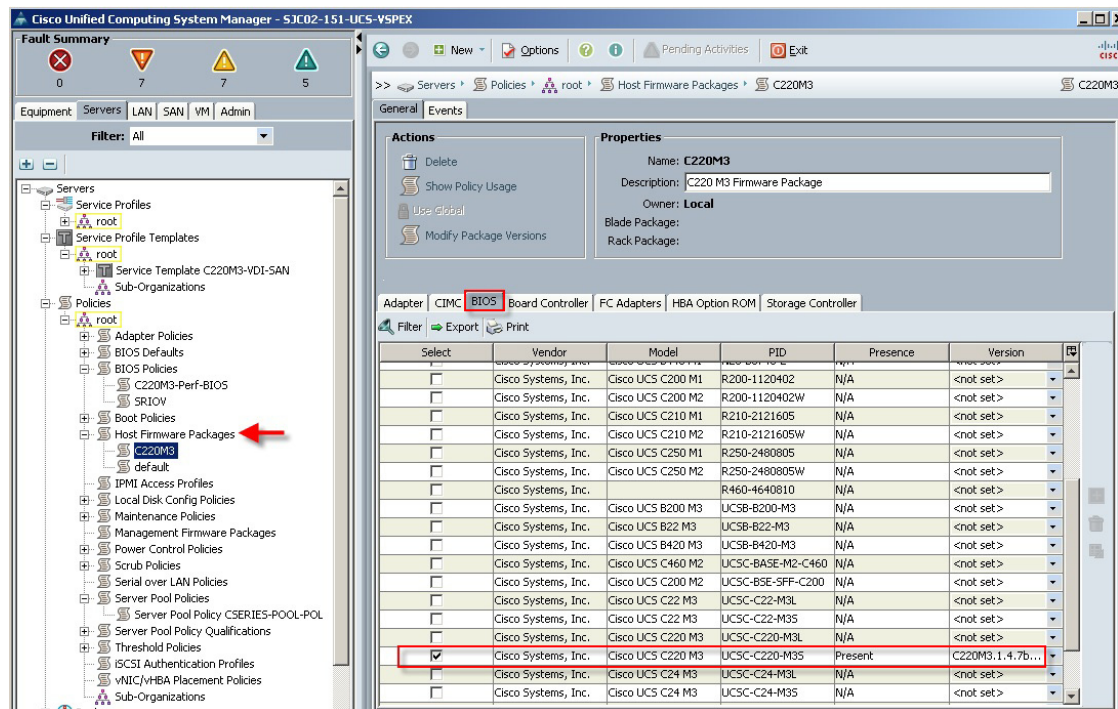 Cisco Unified Computing System Manager - SJC02-151-UCS-VSPEX
Fault Summary
0 7 7 5
New Options Pending Activities Exit
CISCO
>> Servers Policies root Host Firmware Packages C220M3 C220M3
Equipment Servers LAN SAN VM Admin
Filter: All
General Events
Actions
Delete
Show Policy Usage
Use Global
Modify Package Versions
Properties
Name: C220M3
Description: C220 M3 Firmware Package
Owner: Local
Blade Package:
Rack Package:
Servers
Service Profiles
root
Service Profile Templates
root
Service Template C220M3-VDI-SAN
Sub-Organizations
Policies
root
Adapter Policies
BIOS Defaults
BIOS Policies
C220M3-Perf-BIOS
SRIOV
Boot Policies
Host Firmware Packages
C220M3
default
IPMI Access Profiles
Local Disk Config Policies
Maintenance Policies
Management Firmware Packages
Power Control Policies
Scrub Policies
Serial over LAN Policies
Server Pool Policies
Server Pool Policy CSERIES-POOL-POL
Server Pool Policy Qualifications
Threshold Policies
iSCSI Authentication Profiles
vNIC/vHBA Placement Policies
Sub-Organizations
Adapter CIMC BIOS Board Controller FC Adapters HBA Option ROM Storage Controller
Filter Export Print
Select Vendor Model PID Presence Version
Cisco Systems, Inc. Cisco UCS C200 M1 R200-1120402 N/A <not set>
Cisco Systems, Inc. Cisco UCS C200 M2 R200-1120402W N/A <not set>
Cisco Systems, Inc. Cisco UCS C210 M1 R210-2121605 N/A <not set>
Cisco Systems, Inc. Cisco UCS C210 M2 R210-2121605W N/A <not set>
Cisco Systems, Inc. Cisco UCS C250 M1 R250-2480805 N/A <not set>
Cisco Systems, Inc. Cisco UCS C250 M2 R250-2480805W N/A <not set>
Cisco Systems, Inc. R460-4640810 N/A <not set>
Cisco Systems, Inc. Cisco UCS B200 M3 UCSB-B200-M3 N/A <not set>
Cisco Systems, Inc. Cisco UCS B22 M3 UCSB-B22-M3 N/A <not set>
Cisco Systems, Inc. Cisco UCS B420 M3 UCSB-B420-M3 N/A <not set>
Cisco Systems, Inc. Cisco UCS C460 M2 UCSC-BASE-M2-C460 N/A <not set>
Cisco Systems, Inc. Cisco UCS C200 M2 UCSC-BSE-SFF-C200 N/A <not set>
Cisco Systems, Inc. Cisco UCS C22 M3 UCSC-C22-M3L N/A <not set>
Cisco Systems, Inc. Cisco UCS C22 M3 UCSC-C22-M3S N/A <not set>
Cisco Systems, Inc. Cisco UCS C220 M3 UCSC-C220-M3L N/A <not set>
Cisco Systems, Inc. Cisco UCS C220 M3 UCSC-C220-M3S Present C220M3.1.4.7b...
Cisco Systems, Inc. Cisco UCS C24 M3 UCSC-C24-M3L N/A <not set>
Cisco Systems, Inc. Cisco UCS C24 M3 UCSC-C24-M3S N/A <not set>